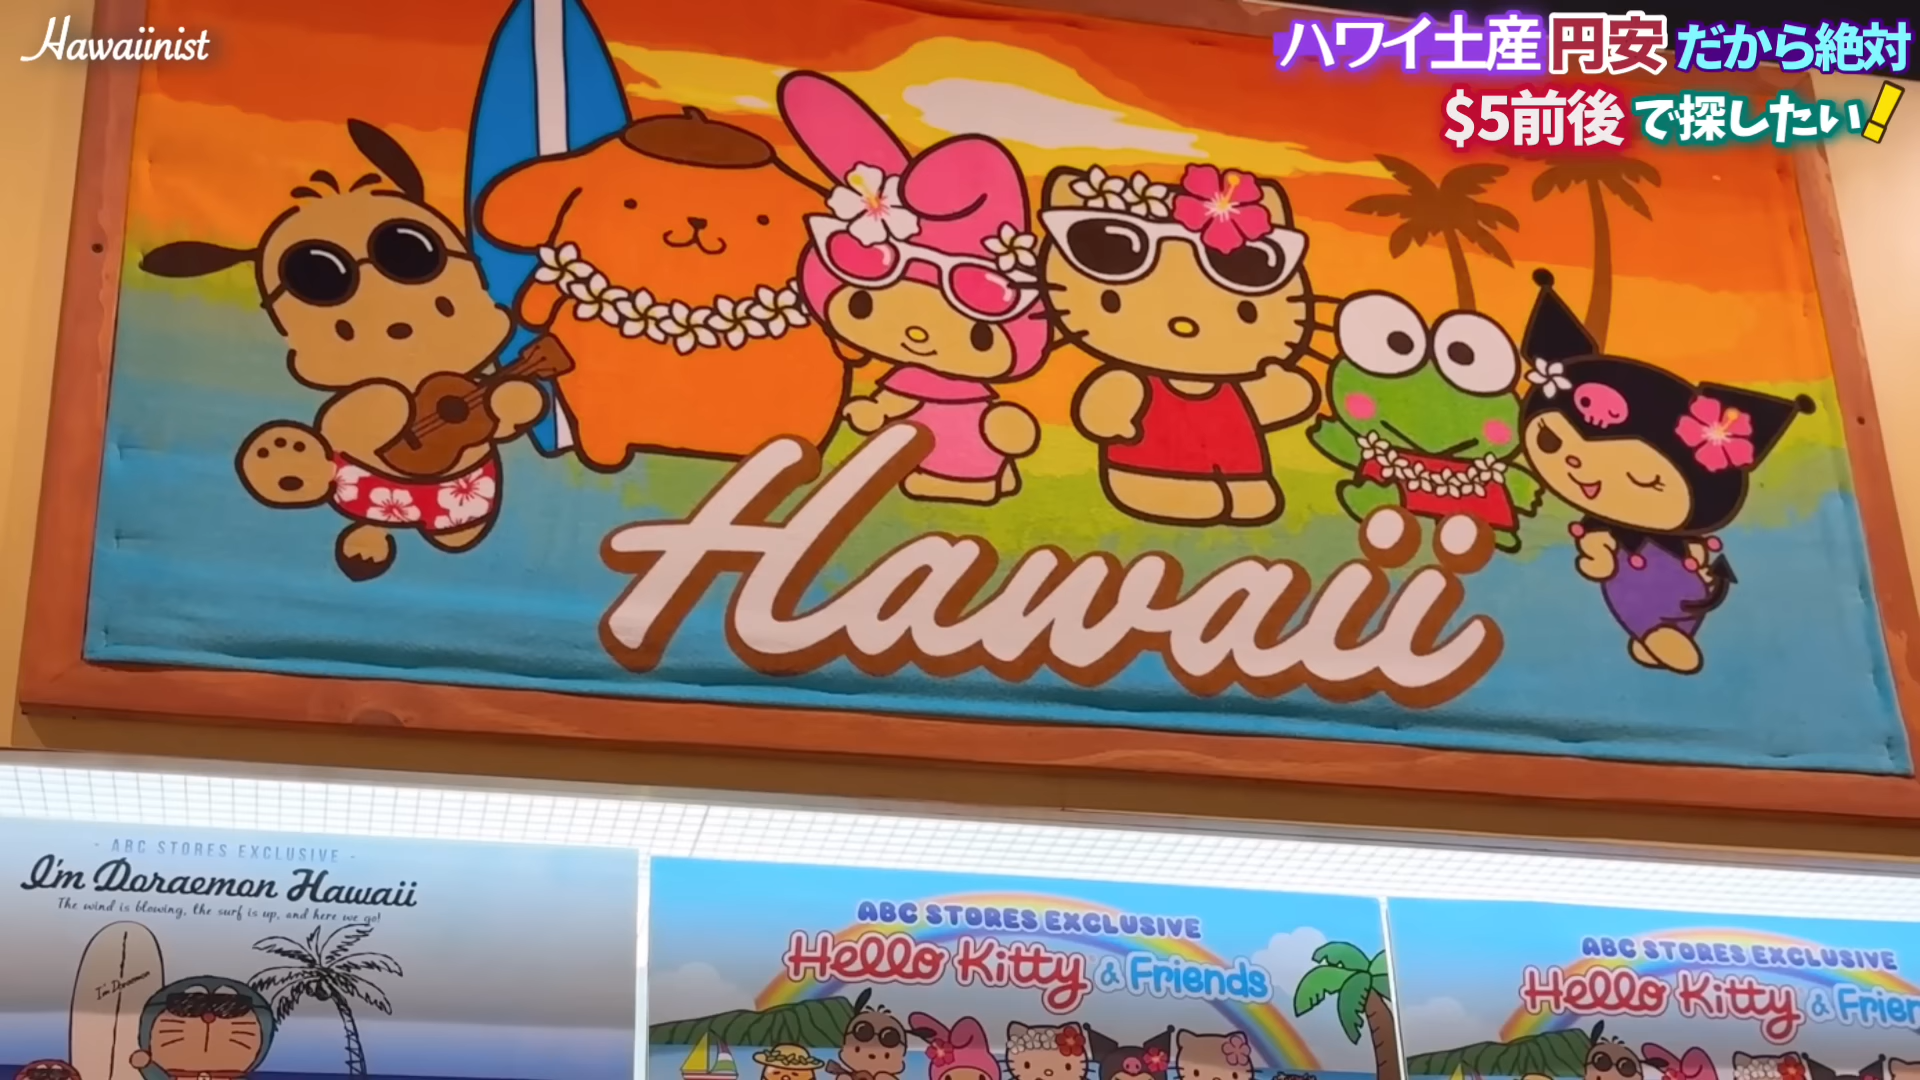 Hawaiinist
ハワイ土産 円安 だから絶対
$5前後 で探したい!
Hawaii
- ABC STORES EXCLUSIVE -
I'm Doraemon Hawaii
The wind is blowing, the surf is up, and here we go!
I'm Doraemon
ABC STORES EXCLUSIVE
Hello Kitty & Friends
ABC STORES EXCLUSIVE
Hello Kitty & Frien